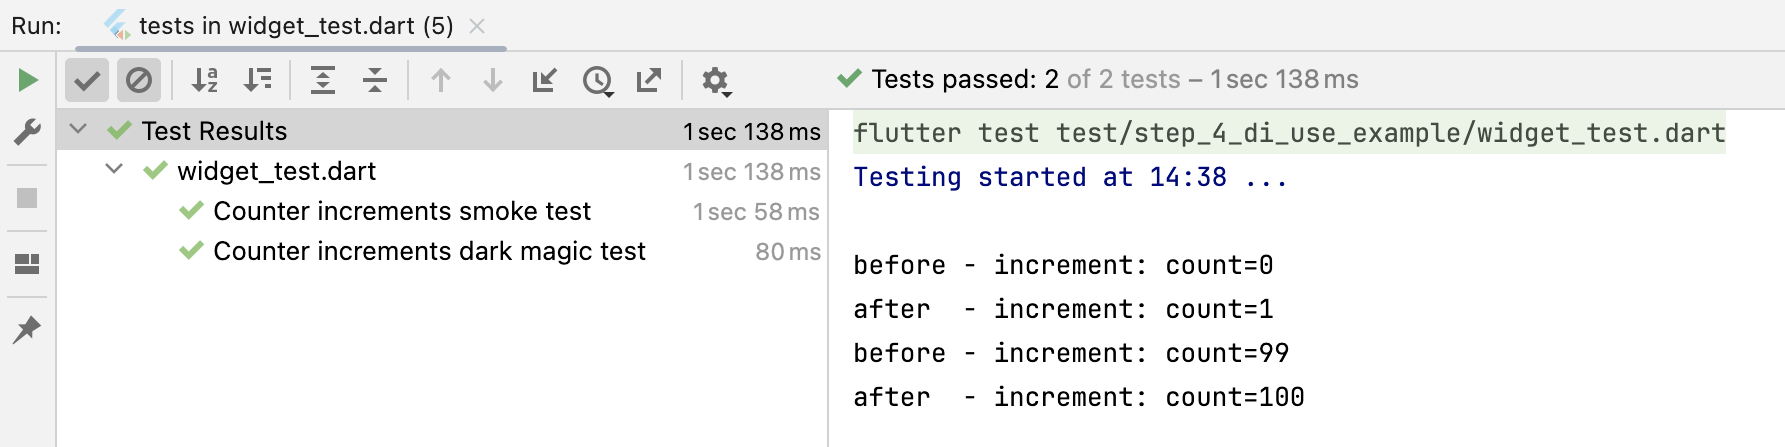 Run: tests in widget_test.dart (5)
Tests passed: 2 of 2 tests – 1 sec 138 ms
Test Results 1 sec 138 ms
widget_test.dart 1 sec 138 ms
Counter increments smoke test 1 sec 58 ms
Counter increments dark magic test 80 ms
flutter test test/step_4_di_use_example/widget_test.dart
Testing started at 14:38 ...
before - increment: count=0
after  - increment: count=1
before - increment: count=99
after  - increment: count=100